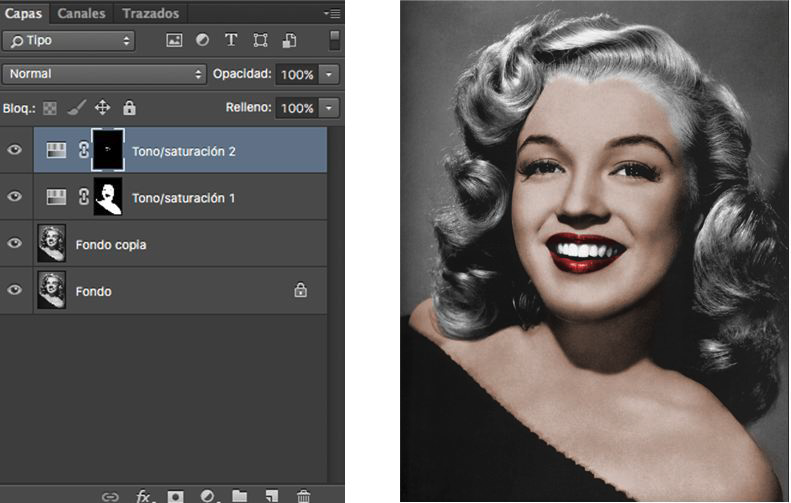 Capas Canales Trazados
Tipo
Normal Opacidad: 100%
Bloq.: Relleno: 100%
Tono/saturación 2
Tono/saturación 1
Fondo copia
Fondo
fx